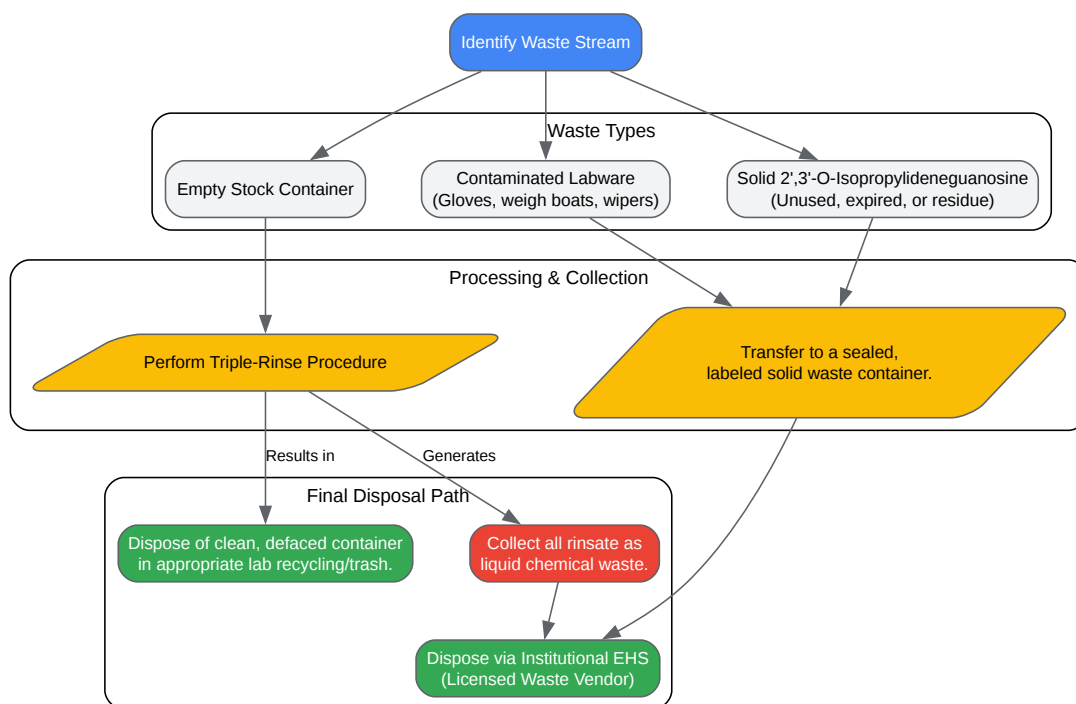 Identify Waste Stream
Waste Types
Empty Stock Container
Contaminated Labware
(Gloves, weigh boats, wipers)
Solid 2',3'-O-Isopropylideneguanosine
(Unused, expired, or residue)
Processing & Collection
Perform Triple-Rinse Procedure
Transfer to a sealed,
labeled solid waste container.
Results in
Generates
Final Disposal Path
Dispose of clean, defaced container
in appropriate lab recycling/trash.
Collect all rinsate as
liquid chemical waste.
Dispose via Institutional EHS
(Licensed Waste Vendor)